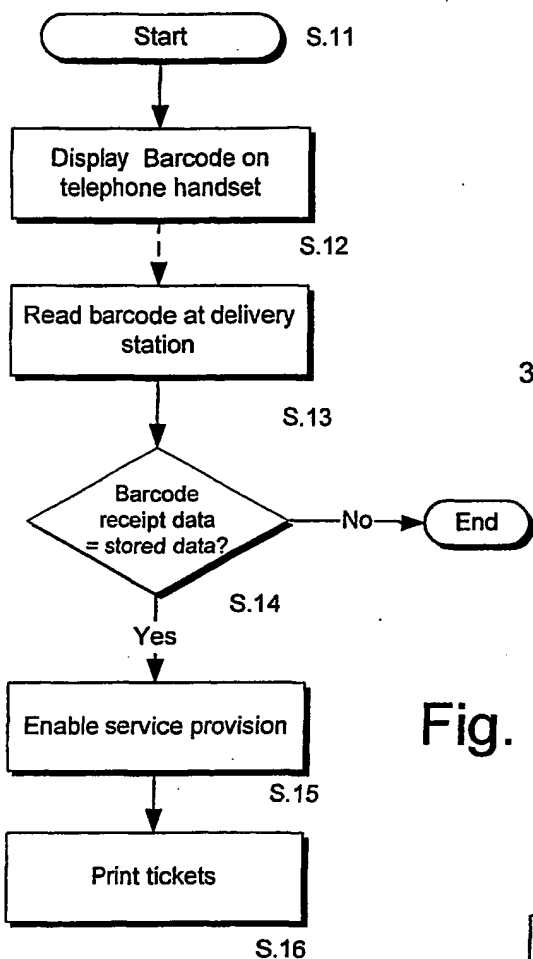 Start
S.11
Display Barcode on
telephone handset
S.12
Read barcode at delivery
station
3
S.13
Barcode
receipt data
= stored data?
No
End
S.14
Yes
Enable service provision
Fig.
S.15
Print tickets
S.16